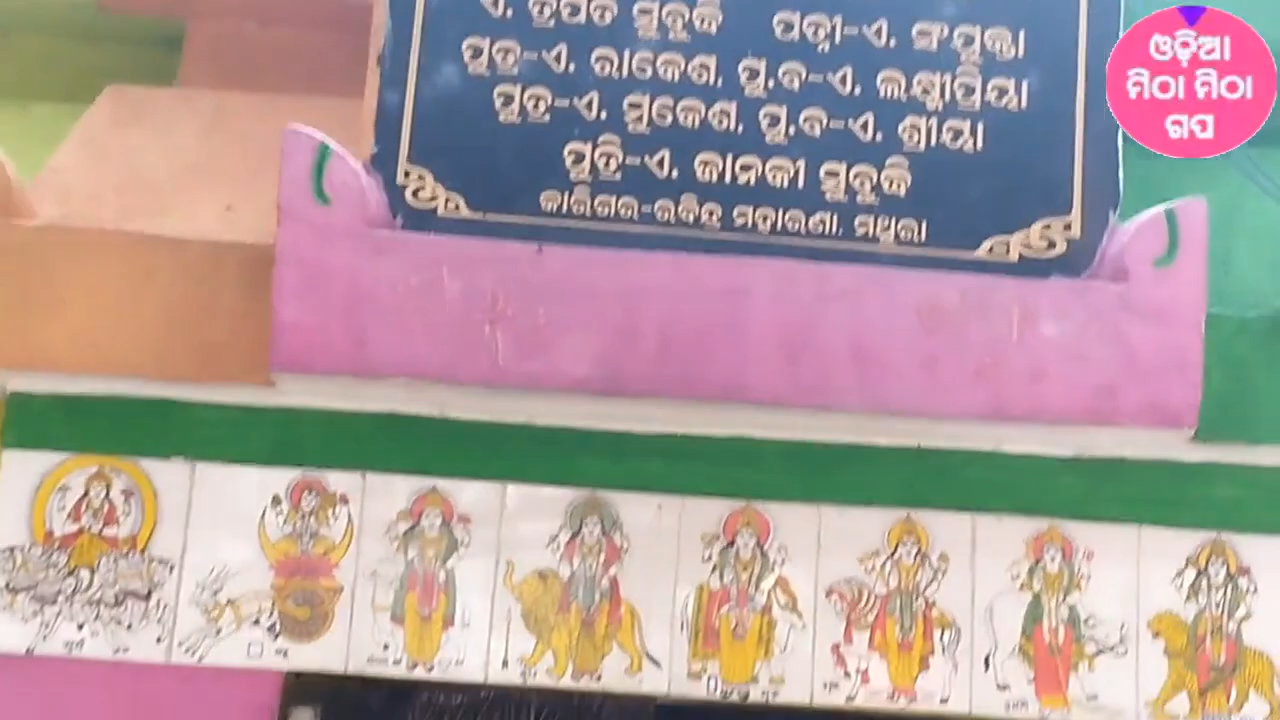 ପତ୍ନୀ-ଏ. ସଂଯୁକ୍ତା
ପୁତ୍ର-ଏ. ରାକେଶ, ପୁ.ବ-ଏ. ଲକ୍ଷ୍ମୀପ୍ରିୟା
ପୁତ୍ର-ଏ. ମୁକେଶ, ପୁ.ବ-ଏ. ଶ୍ରୀୟା
ପୁତ୍ରି-ଏ. ଜାନକୀ ସୁବୁଦ୍ଧି
କାରିଗର-ରବିନ୍ଦ୍ର ମହାରଣା, ମଥୁରା
ଓଡ଼ିଆ
ମିଠା ମିଠା
ଗପ